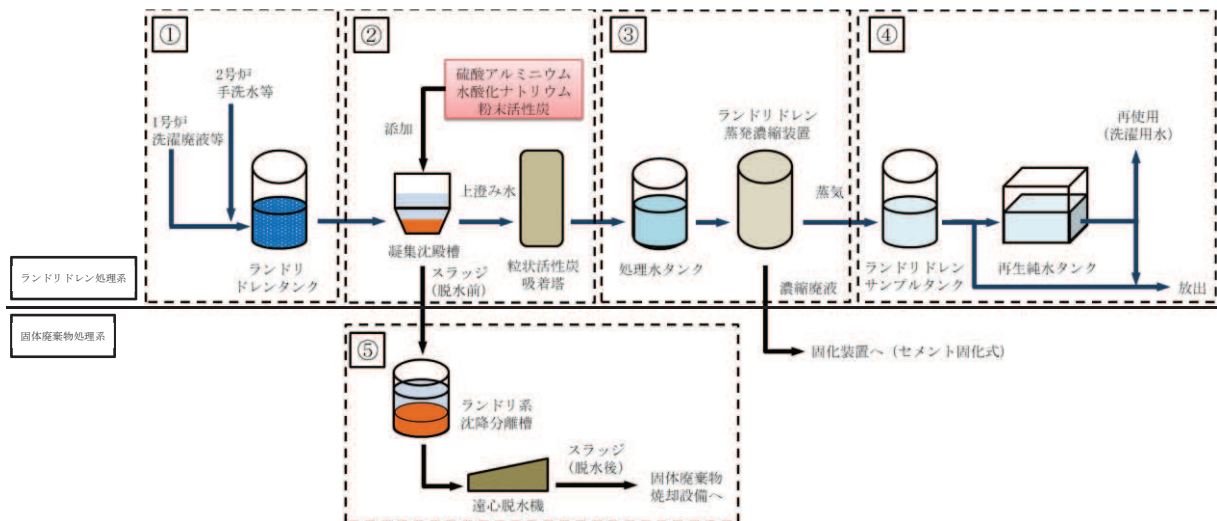 ①
2号炉
手洗水等
1号炉
洗濯廃液等
ランドリ
ドレンタンク
②
硫酸アルミニウム
水酸化ナトリウム
粉末活性炭
添加
上澄み水
凝集沈殿槽
粒状活性炭
吸着塔
スラッジ
(脱水前)
③
ランドリドレン
蒸発濃縮装置
処理水タンク
蒸気
濃縮廃液
④
再使用
(洗濯用水)
ランドリドレン
サンプルタンク
再生純水タンク
放出
ランドリドレン処理系
固体廃棄物処理系
固化装置へ (セメント固化式)
⑤
ランドリ系
沈降分離槽
遠心脱水機
スラッジ
(脱水後)
固体廃棄物
焼却設備へ